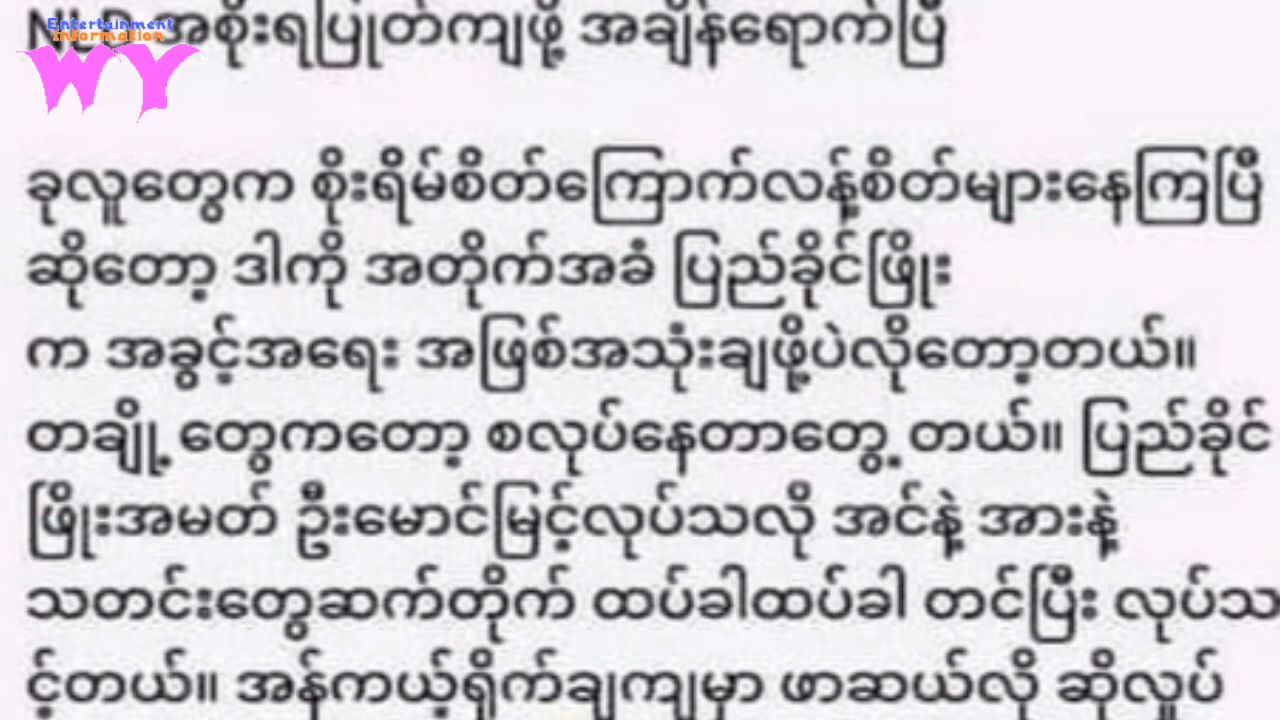 Entertainment
Information
WY
NLD အစိုးရပြုတ်ကျဖို့ အချိန်ရောက်ပြီ
ခုလူတွေက စိုးရိမ်စိတ်ကြောက်လန့်စိတ်များနေကြပြီ
ဆိုတော့ ဒါကို အတိုက်အခံ ပြည်ခိုင်ဖြိုး
က အခွင့်အရေး အဖြစ်အသုံးချဖို့ပဲလိုတော့တယ်။
တချို့ တွေကတော့ စလုပ်နေတာတွေ့ တယ်။ ပြည်ခိုင်
ဖြိုးအမတ် ဦးမောင်မြင့်လုပ်သလို အင်နဲ့ အားနဲ့
သတင်းတွေဆက်တိုက် ထပ်ခါထပ်ခါ တင်ပြီး လုပ်သ
င့်တယ်။ အန်ကယ့်ရိုက်ချကျမှာ ဖာဆယ်လို ဆိုလှုပ်